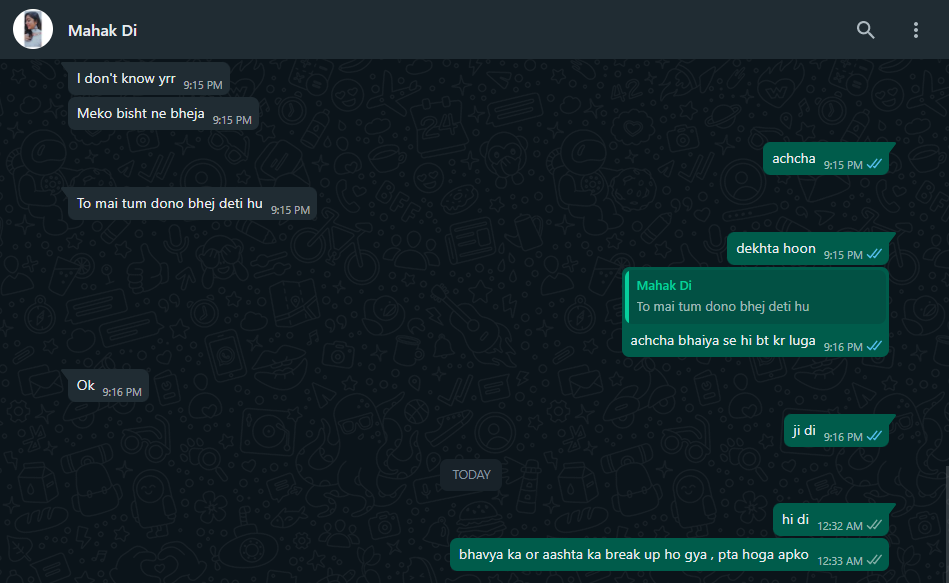 Mahak Di
I don't know yrr 9:15 PM
Meko bisht ne bheja 9:15 PM
achcha 9:15 PM
To mai tum dono bhej deti hu 9:15 PM
dekhta hoon 9:15 PM
Mahak Di
To mai tum dono bhej deti hu
achcha bhaiya se hi bt kr luga 9:16 PM
Ok 9:16 PM
ji di 9:16 PM
TODAY
hi di 12:32 AM
bhavya ka or aashta ka break up ho gya , pta hoga apko 12:33 AM